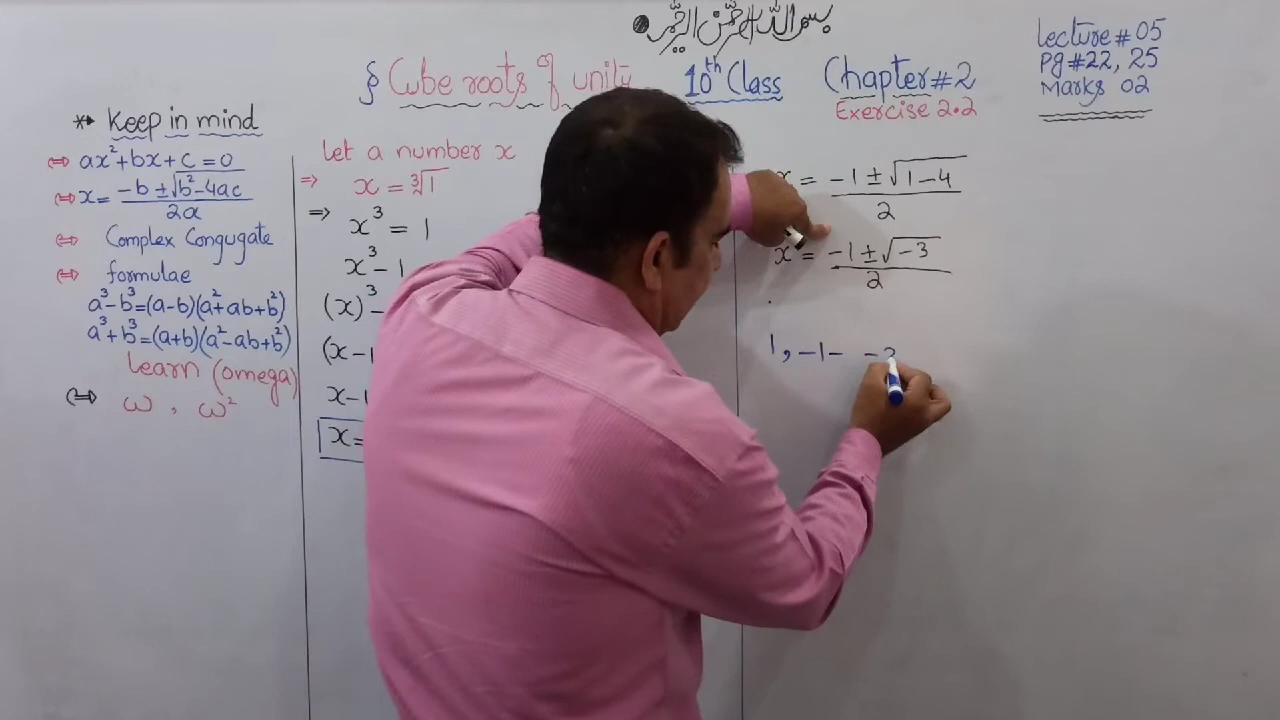 بسم اللہ الرحمٰن الرحیم
§ Cube roots of unity 10th Class Chapter #2
Exercise 2.2
Lecture # 05
Pg # 22, 25
Marks 02
Keep in mind
⇔ ax²+bx+c=0
⇔ x = (-b ± √(b²-4ac))/2a
⇔ Complex Congugate
⇔ formulae
a³-b³=(a-b)(a²+ab+b²)
a³+b³=(a+b)(a²-ab+b²)
learn (omega)
⇔ ω , ω²
let a number x
⇒ x = ∛1
⇒ x³ = 1
x³ - 1
(x)³ -
(x - 1
x - 1
x =
x = (-1 ± √(1-4))/2
x = (-1 ± √(-3))/2
1, -1- -3